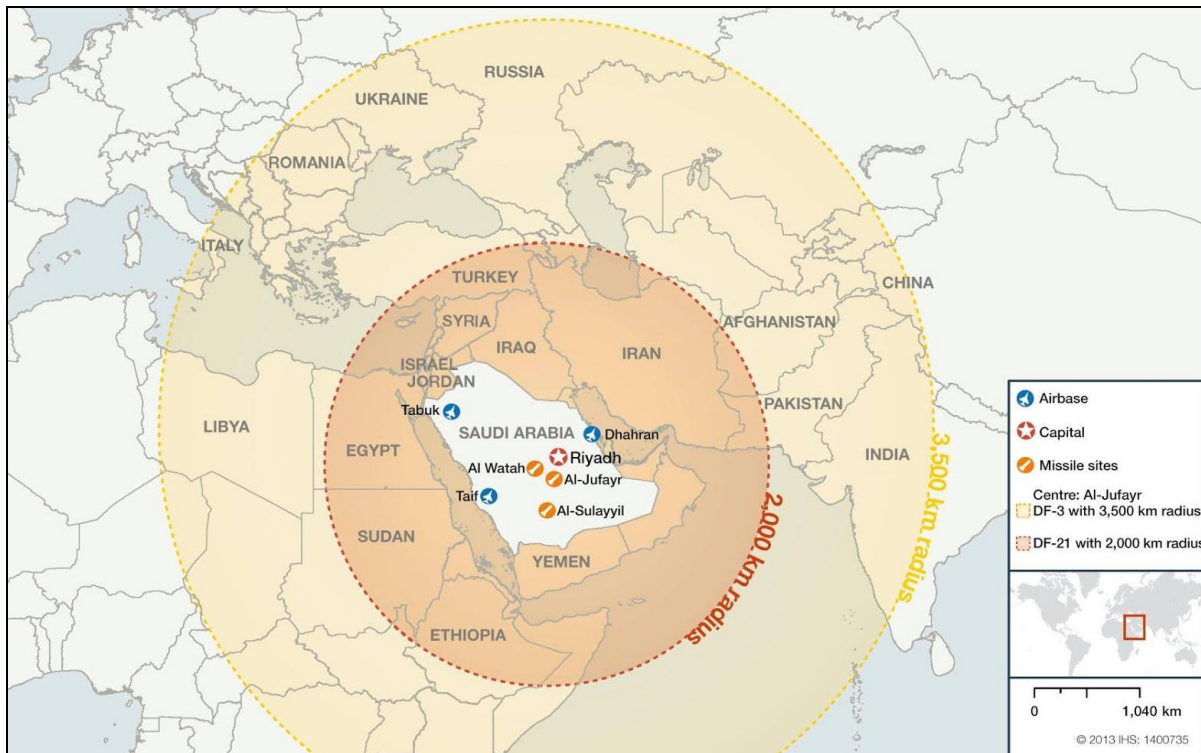 RUSSIA
UKRAINE
ROMANIA
ITALY
CHINA
TURKEY
AFGHANISTAN
SYRIA
IRAQ
IRAN
ISRAEL
JORDAN
PAKISTAN
Tabuk
LIBYA
SAUDI ARABIA
Dhahran
EGYPT
Riyadh
INDIA
Al Watah
Al-Jufayr
Taif
Al-Sulayyil
SUDAN
YEMEN
ETHIOPIA
2,000 km radius
3,500 km radius
Airbase
Capital
Missile sites
Centre: Al-Jufayr
DF-3 with 3,500 km radius
DF-21 with 2,000 km radius
0 1,040 km
© 2013 IHS: 1400735